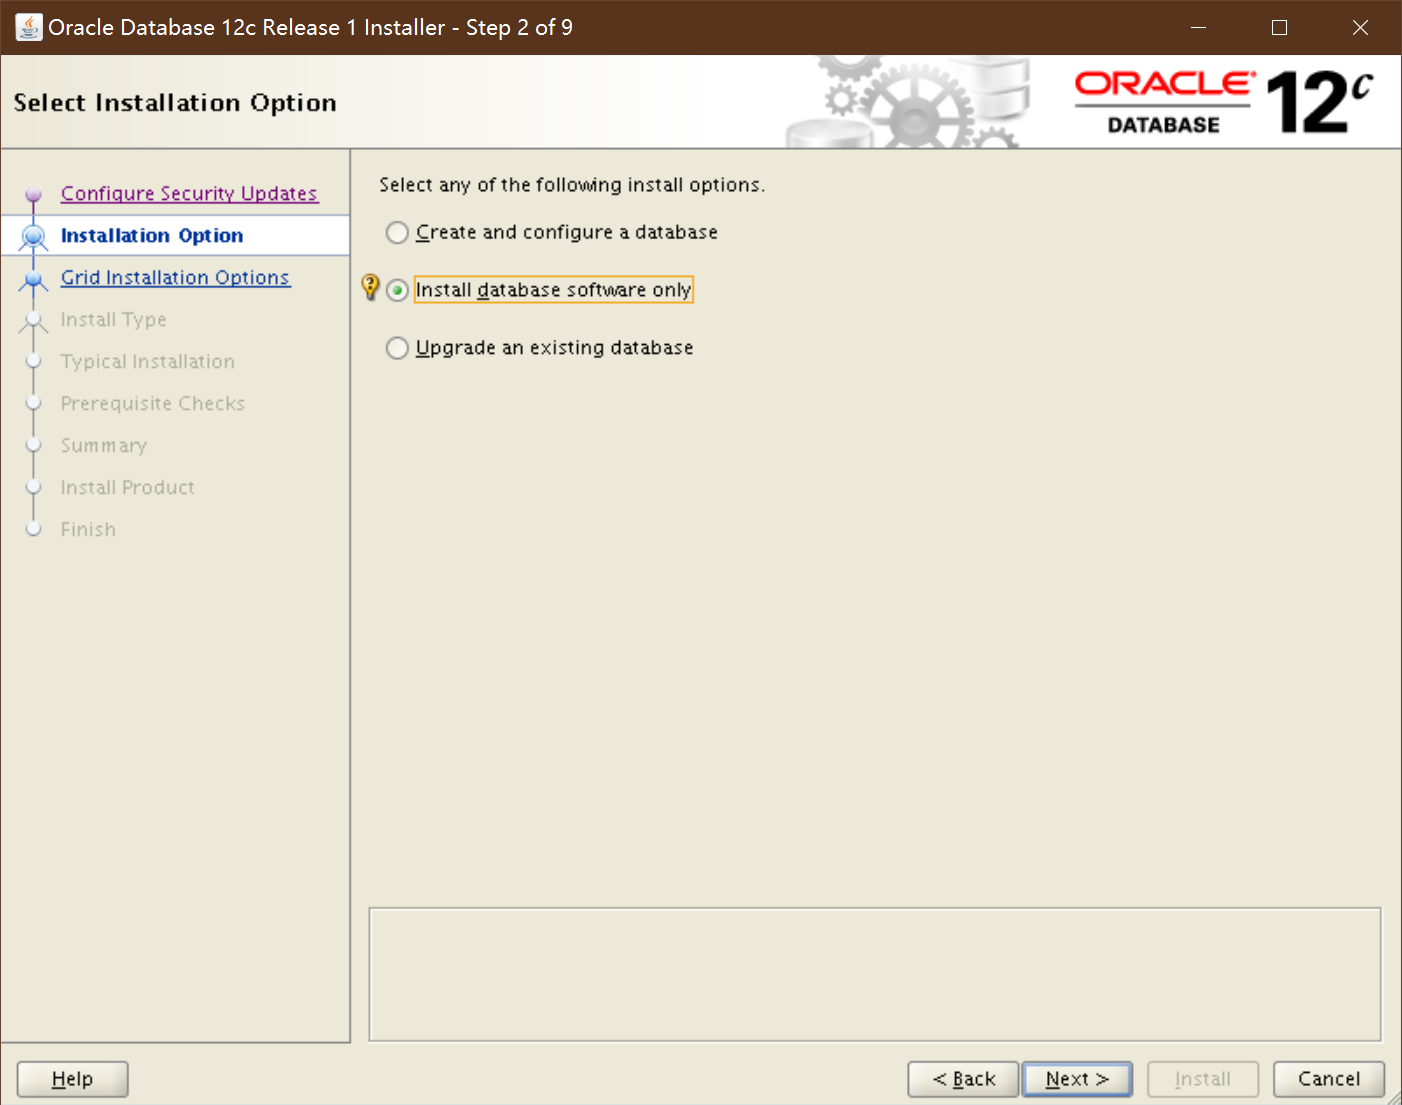 Oracle Database 12c Release 1 Installer - Step 2 of 9
Select Installation Option
ORACLE®
DATABASE
12c
Configure Security Updates
Installation Option
Grid Installation Options
Install Type
Typical Installation
Prerequisite Checks
Summary
Install Product
Finish
Select any of the following install options.
Create and configure a database
Install database software only
Upgrade an existing database
Help
< Back
Next >
Install
Cancel